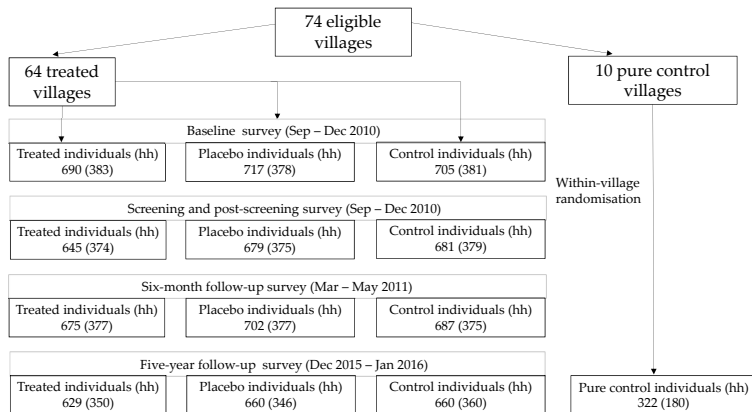 74 eligible
villages
64 treated
villages
10 pure control
villages
Baseline survey (Sep – Dec 2010)
Treated individuals (hh)
690 (383)
Placebo individuals (hh)
717 (378)
Control individuals (hh)
705 (381)
Within-village
randomisation
Screening and post-screening survey (Sep – Dec 2010)
Treated individuals (hh)
645 (374)
Placebo individuals (hh)
679 (375)
Control individuals (hh)
681 (379)
Six-month follow-up survey (Mar – May 2011)
Treated individuals (hh)
675 (377)
Placebo individuals (hh)
702 (377)
Control individuals (hh)
687 (375)
Five-year follow-up survey (Dec 2015 – Jan 2016)
Treated individuals (hh)
629 (350)
Placebo individuals (hh)
660 (346)
Control individuals (hh)
660 (360)
Pure control individuals (hh)
322 (180)